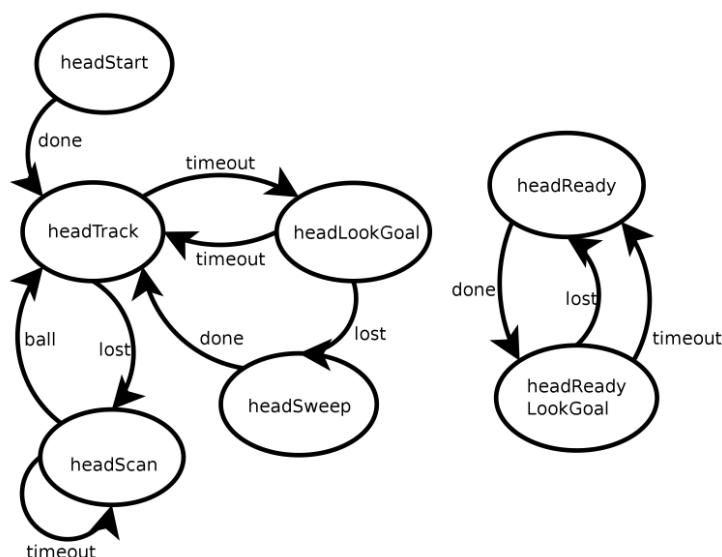 headStart
done
timeout
headTrack
headLookGoal
timeout
ball
lost
done
lost
headSweep
headScan
timeout
headReady
done
lost
timeout
headReady
LookGoal